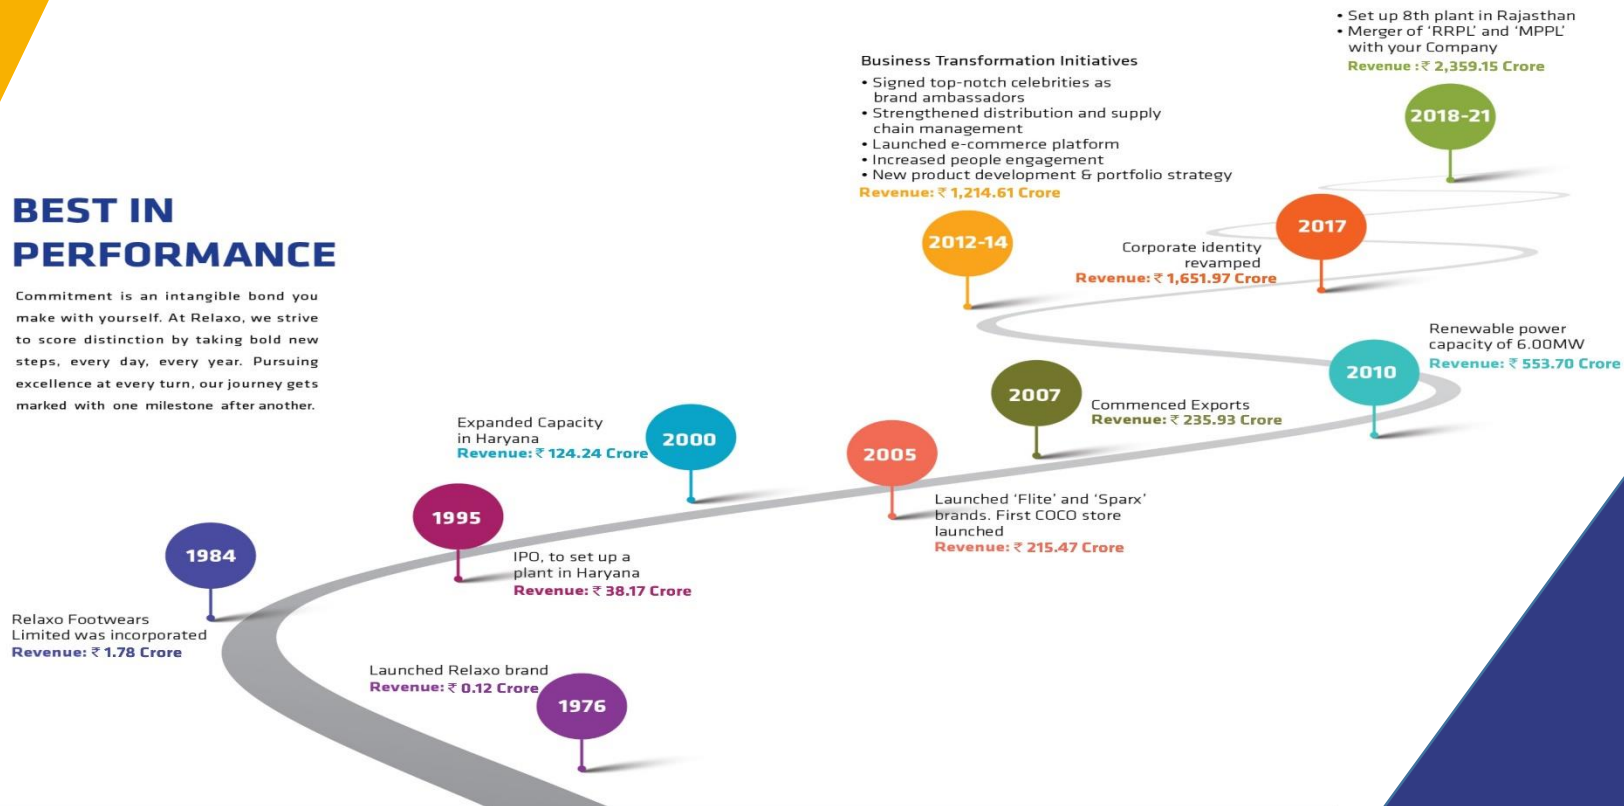 BEST IN
PERFORMANCE
Commitment is an intangible bond you
make with yourself. At Relaxo, we strive
to score distinction by taking bold new
steps, every day, every year. Pursuing
excellence at every turn, our journey gets
marked with one milestone after another.
1976
Launched Relaxo brand
Revenue: ₹ 0.12 Crore
1984
Relaxo Footwears
Limited was incorporated
Revenue: ₹ 1.78 Crore
1995
IPO, to set up a
plant in Haryana
Revenue: ₹ 38.17 Crore
2000
Expanded Capacity
in Haryana
Revenue: ₹ 124.24 Crore
2005
Launched ‘Flite’ and ‘Sparx’
brands. First COCO store
launched
Revenue: ₹ 215.47 Crore
2007
Commenced Exports
Revenue: ₹ 235.93 Crore
2010
Renewable power
capacity of 6.00MW
Revenue: ₹ 553.70 Crore
2012-14
Business Transformation Initiatives
• Signed top-notch celebrities as
brand ambassadors
• Strengthened distribution and supply
chain management
• Launched e-commerce platform
• Increased people engagement
• New product development & portfolio strategy
Revenue: ₹ 1,214.61 Crore
2017
Corporate identity
revamped
Revenue: ₹ 1,651.97 Crore
2018-21
• Set up 8th plant in Rajasthan
• Merger of ‘RRPL’ and ‘MPPL’
with your Company
Revenue : ₹ 2,359.15 Crore